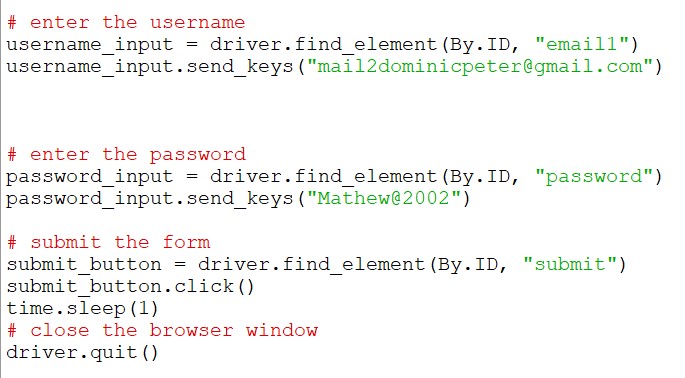 # enter the username
username_input = driver.find_element(By.ID, "email1")
username_input.send_keys("mail2dominicpeter@gmail.com")
# enter the password
password_input = driver.find_element(By.ID, "password")
password_input.send_keys("Mathew@2002")
# submit the form
submit_button = driver.find_element(By.ID, "submit")
submit_button.click()
time.sleep(1)
# close the browser window
driver.quit()